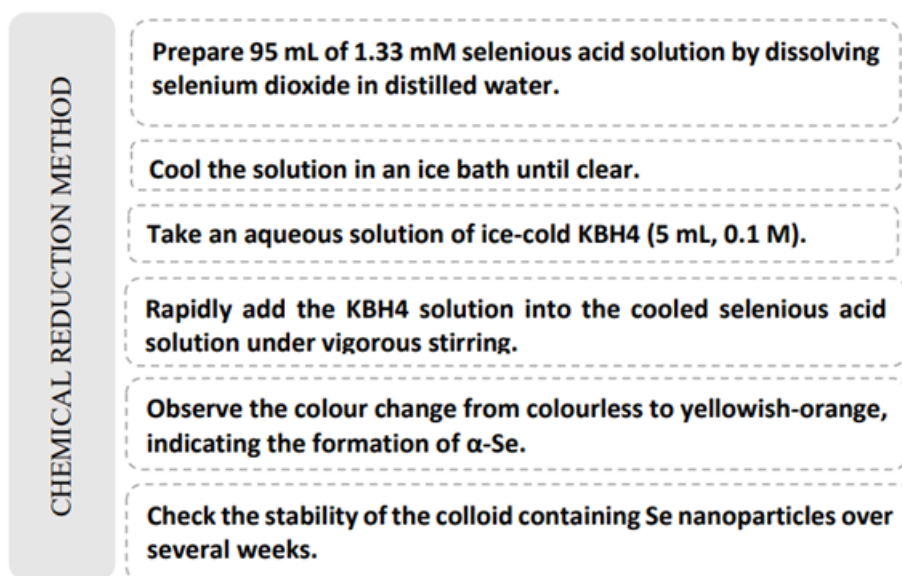 CHEMICAL REDUCTION METHOD
Prepare 95 mL of 1.33 mM selenious acid solution by dissolving
selenium dioxide in distilled water.
Cool the solution in an ice bath until clear.
Take an aqueous solution of ice-cold KBH4 (5 mL, 0.1 M).
Rapidly add the KBH4 solution into the cooled selenious acid
solution under vigorous stirring.
Observe the colour change from colourless to yellowish-orange,
indicating the formation of α-Se.
Check the stability of the colloid containing Se nanoparticles over
several weeks.